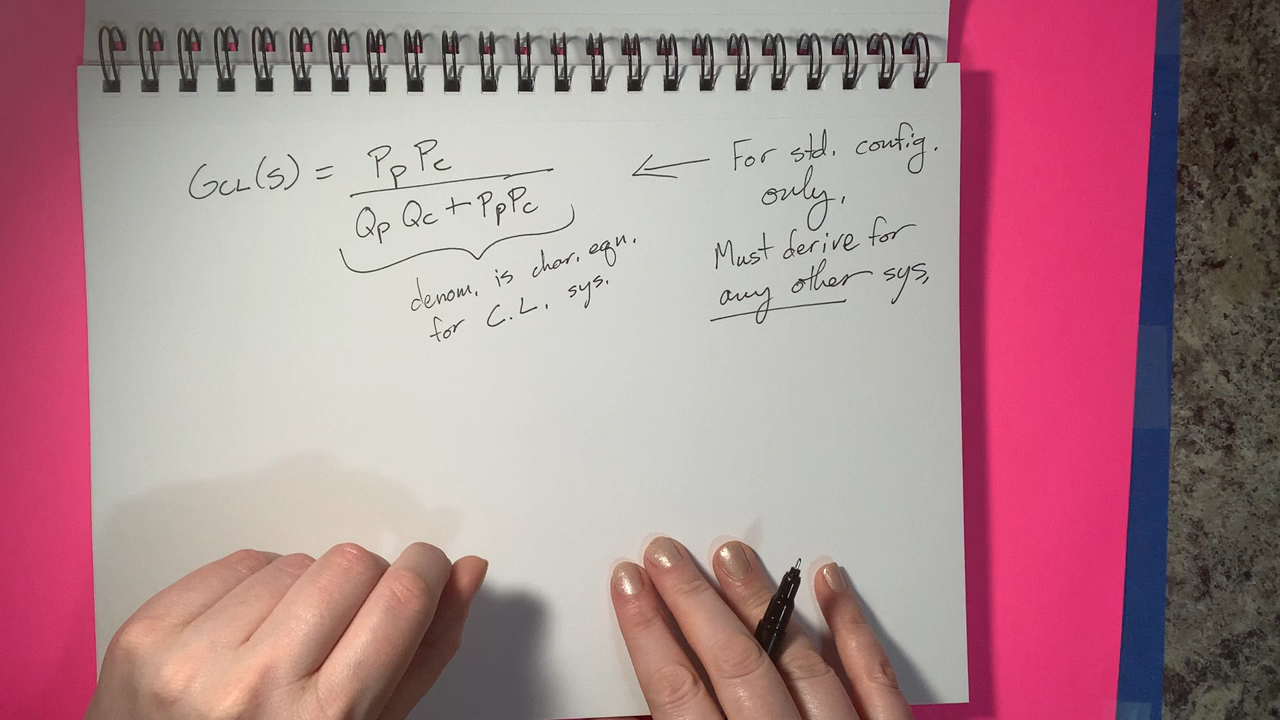 G_CL(s) = P_p P_c / (Q_p Q_c + P_p P_c)
denom. is char. eqn.
for C.L. sys.
← For std. config.
only.
Must derive for
any other sys.